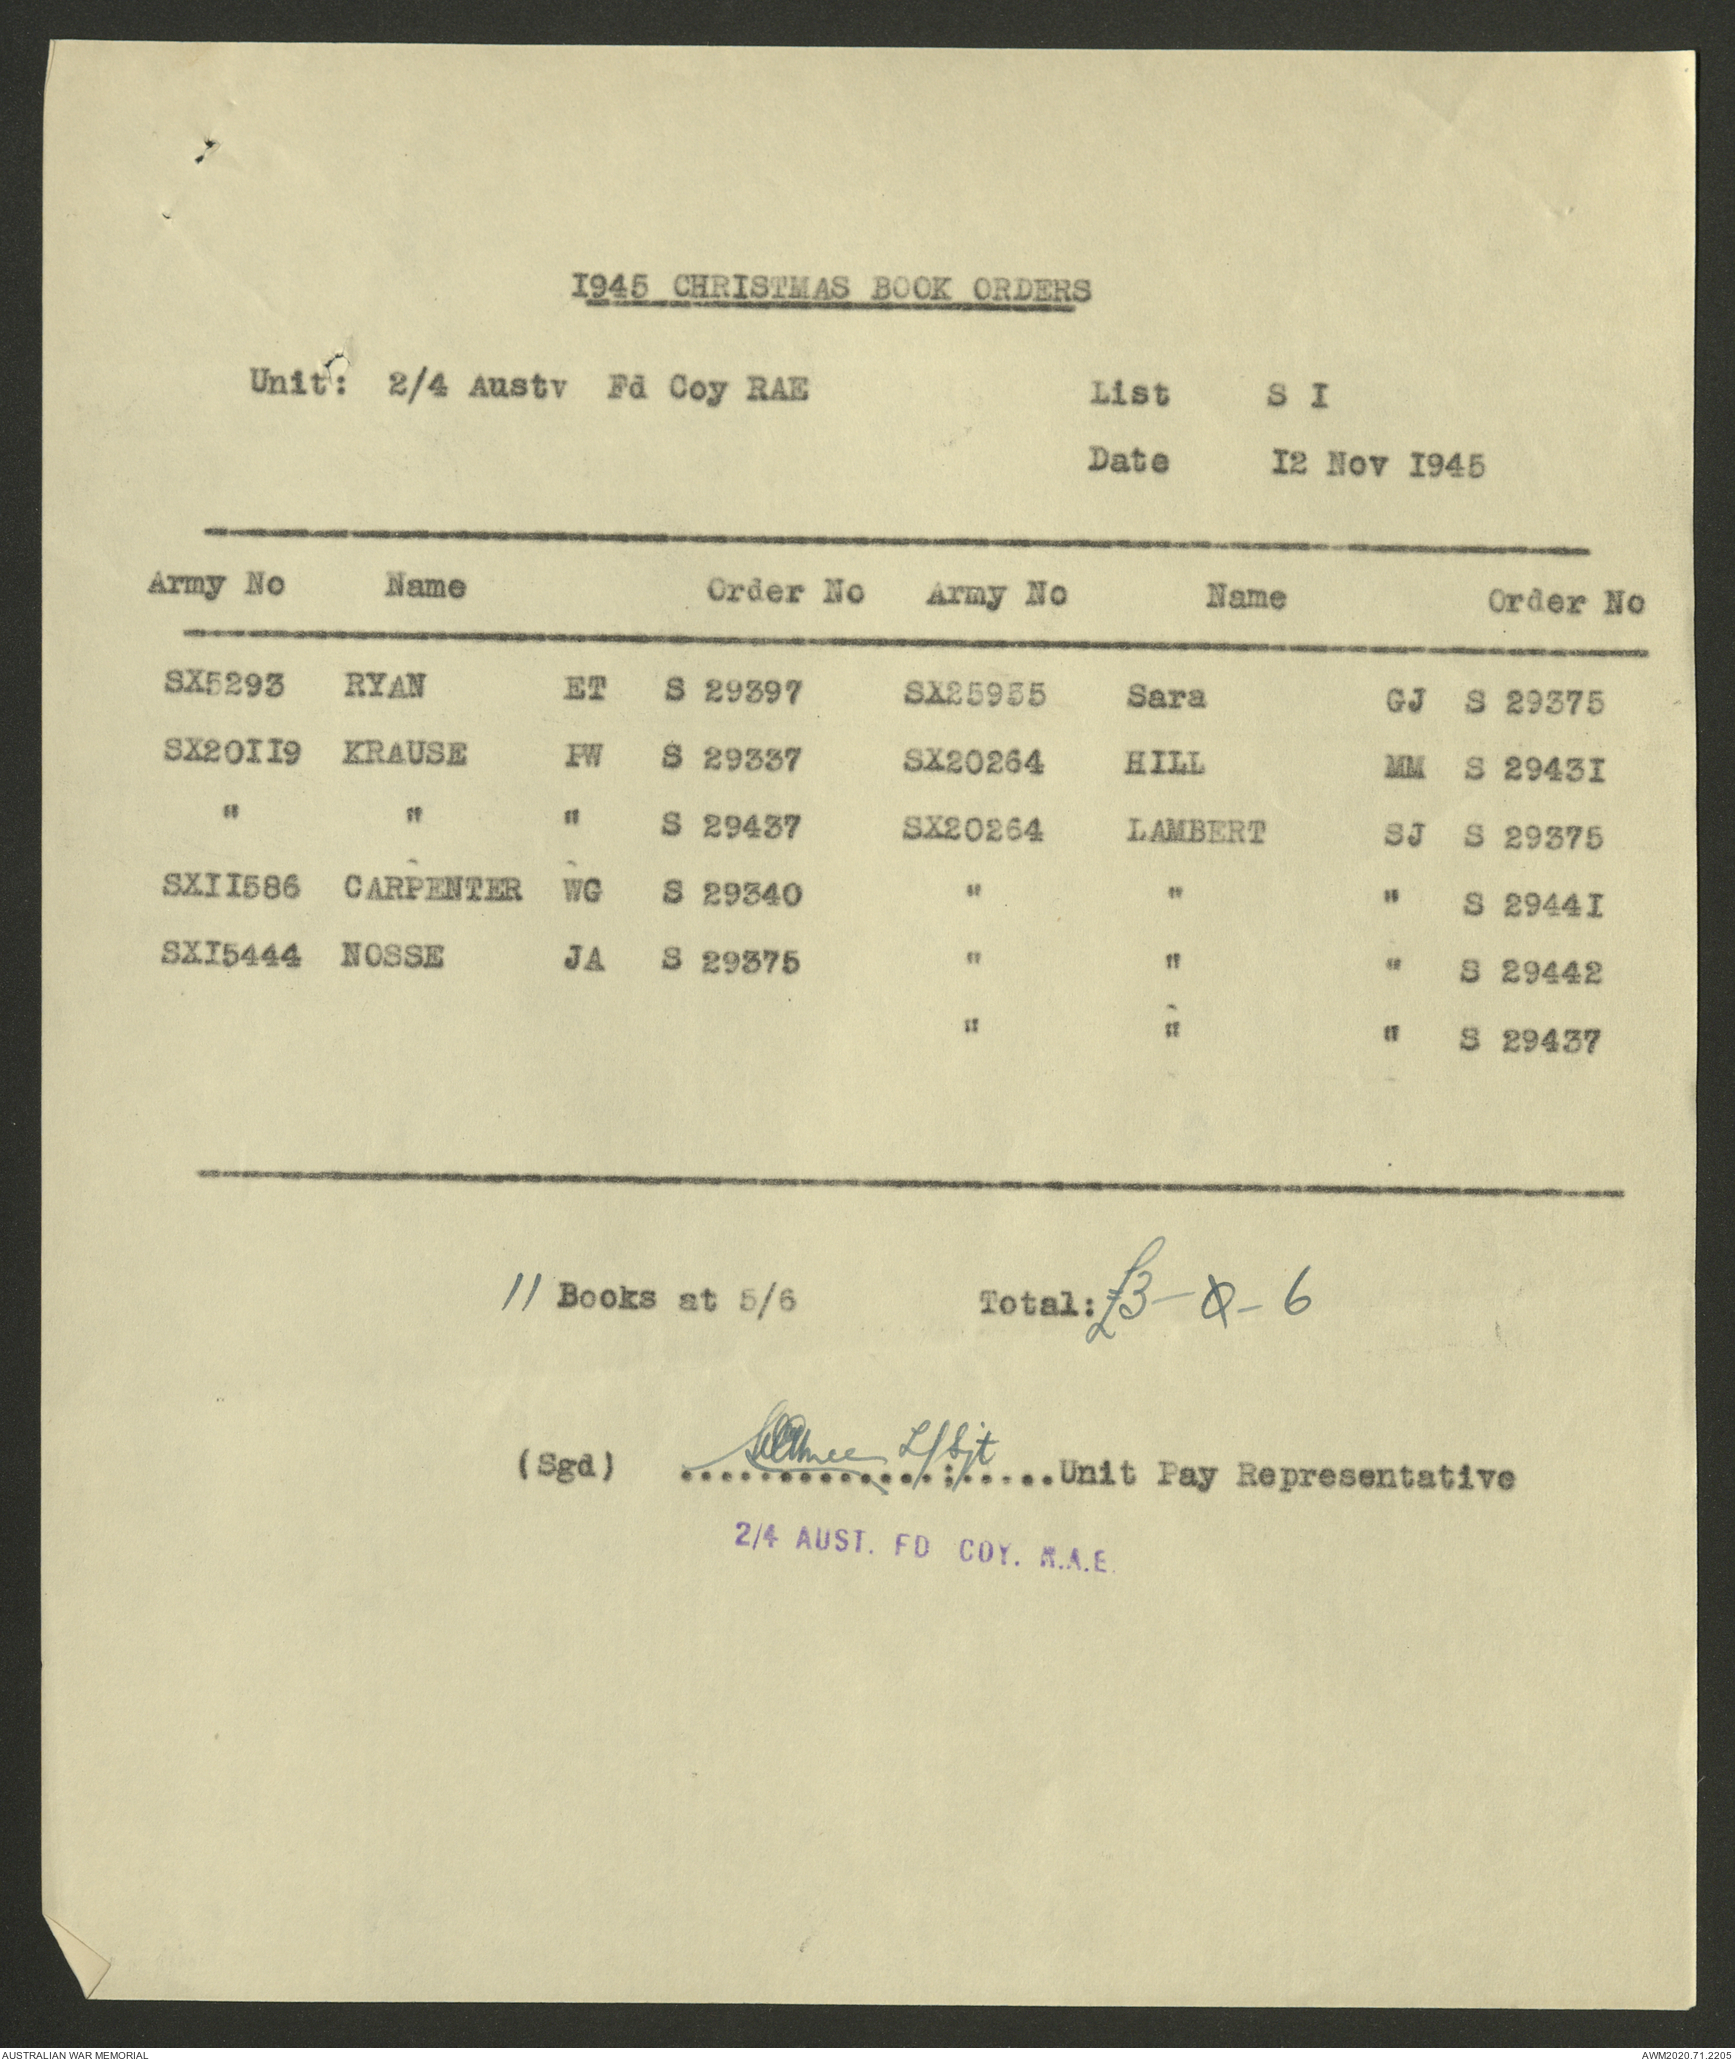 I945 CHRISTMAS BOOK ORDERS
Unit: 2/4 Austv Fd Coy RAE List S I
Date I2 Nov I945
Army No Name Order No Army No Name Order No
SX5293 RYAN ET S 29397 SX25935 Sara GJ S 29375
SX20II9 KRAUSE PW S 29337 SX20264 HILL MM S 2943I
" " " S 29437 SX20264 LAMBERT SJ S 29375
SXII586 CARPENTER WG S 29340 " " " S 2944I
SXI5444 NOSSE JA S 29375 " " " S 29442
" " " S 29437
11 Books at 5/6 Total: £3 - 0 - 6
(Sgd) L/Sjt Unit Pay Representative
2/4 AUST. FD COY. R.A.E.
AUSTRALIAN WAR MEMORIAL AWM2020.71.2205